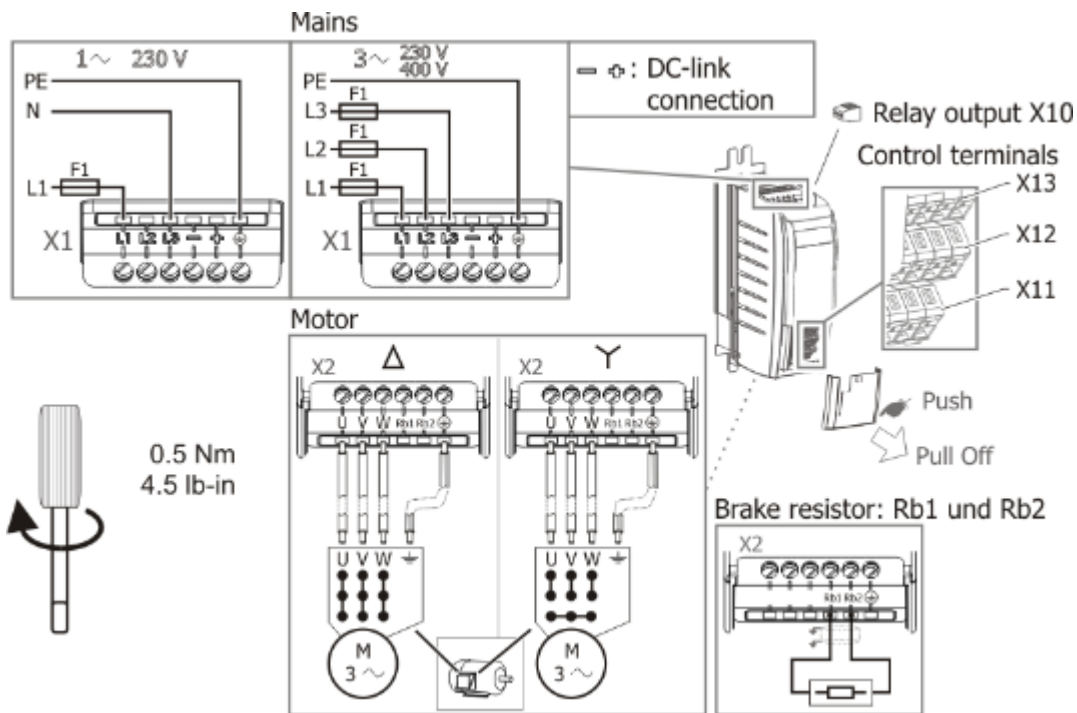 Mains
1~ 230 V
PE
N
F1
L1
X1
L1 L2 L3 − +
3~ 230 V
400 V
PE
F1
L3
F1
L2
F1
L1
X1
L1 L2 L3 − +
− +: DC-link
connection
Relay output X10
Control terminals
X13
X12
X11
Push
Pull Off
0.5 Nm
4.5 lb-in
Motor
X2 Δ
U V W Rb1 Rb2
U V W
M
3~
X2 Y
U V W Rb1 Rb2
U V W
M
3~
Brake resistor: Rb1 und Rb2
X2
Rb1 Rb2